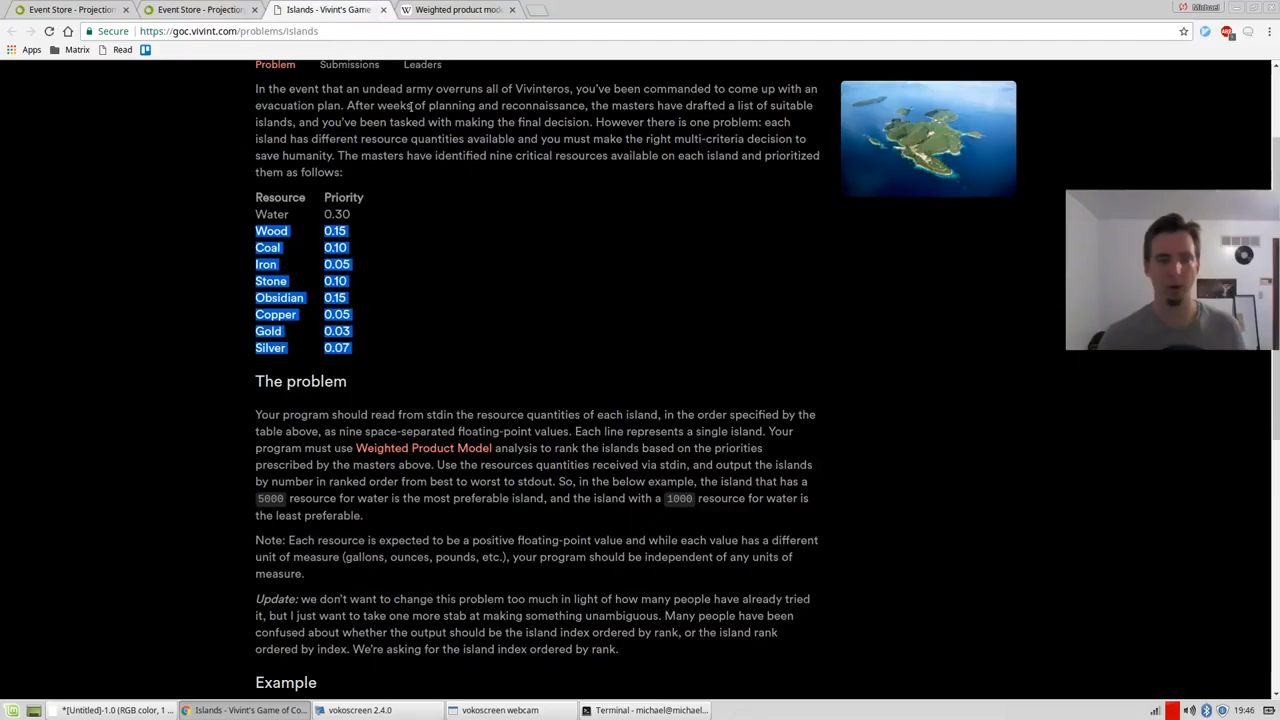 Event Store - Projection
Event Store - Projection
Islands - Vivint's Game
Weighted product mod
Michael
Secure
https://goc.vivint.com/problems/islands
Apps
Matrix
Read
Problem
Submissions
Leaders
In the event that an undead army overruns all of Vivinteros, you've been commanded to come up with an
evacuation plan. After weeks of planning and reconnaissance, the masters have drafted a list of suitable
islands, and you've been tasked with making the final decision. However there is one problem: each
island has different resource quantities available and you must make the right multi-criteria decision to
save humanity. The masters have identified nine critical resources available on each island and prioritized
them as follows:
Resource Priority
Water 0.30
Wood 0.15
Coal 0.10
Iron 0.05
Stone 0.10
Obsidian 0.15
Copper 0.05
Gold 0.03
Silver 0.07
The problem
Your program should read from stdin the resource quantities of each island, in the order specified by the
table above, as nine space-separated floating-point values. Each line represents a single island. Your
program must use Weighted Product Model analysis to rank the islands based on the priorities
prescribed by the masters above. Use the resources quantities received via stdin, and output the islands
by number in ranked order from best to worst to stdout. So, in the below example, the island that has a
5000 resource for water is the most preferable island, and the island with a 1000 resource for water is
the least preferable.
Note: Each resource is expected to be a positive floating-point value and while each value has a different
unit of measure (gallons, ounces, pounds, etc.), your program should be independent of any units of
measure.
Update: we don't want to change this problem too much in light of how many people have already tried
it, but I just want to take one more stab at making something unambiguous. Many people have been
confused about whether the output should be the island index ordered by rank, or the island rank
ordered by index. We're asking for the island index ordered by rank.
Example
*[Untitled]-1.0 (RGB color, 1 ...
Islands - Vivint's Game of Co...
vokoscreen 2.4.0
vokoscreen webcam
Terminal - michael@michael...
19:46